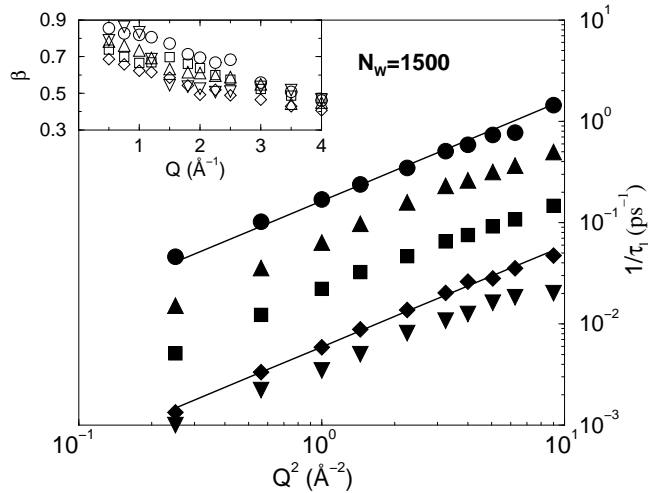 0.9
0.7
0.5
0.3
β
1 2 3 4
Q (Å⁻¹)
N_W=1500
10¹
10⁰
10⁻¹
10⁻²
10⁻³
1/τ_l (ps⁻¹)
10⁻¹ 10⁰ 10¹
Q² (Å⁻²)